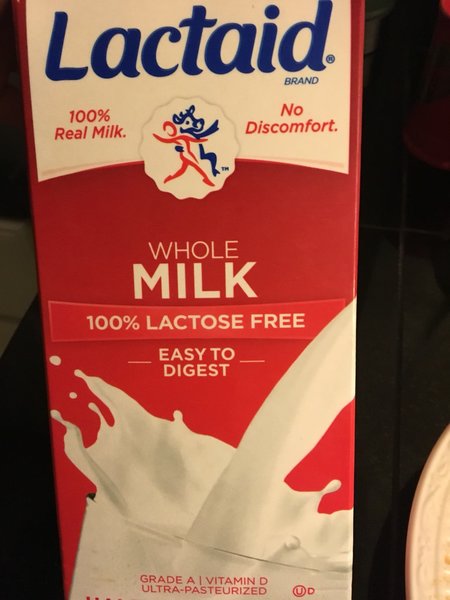 Lactaid®
BRAND
100%
Real Milk.
No
Discomfort.
TM
WHOLE
MILK
100% LACTOSE FREE
EASY TO
DIGEST
GRADE A | VITAMIN D
ULTRA-PASTEURIZED
U D